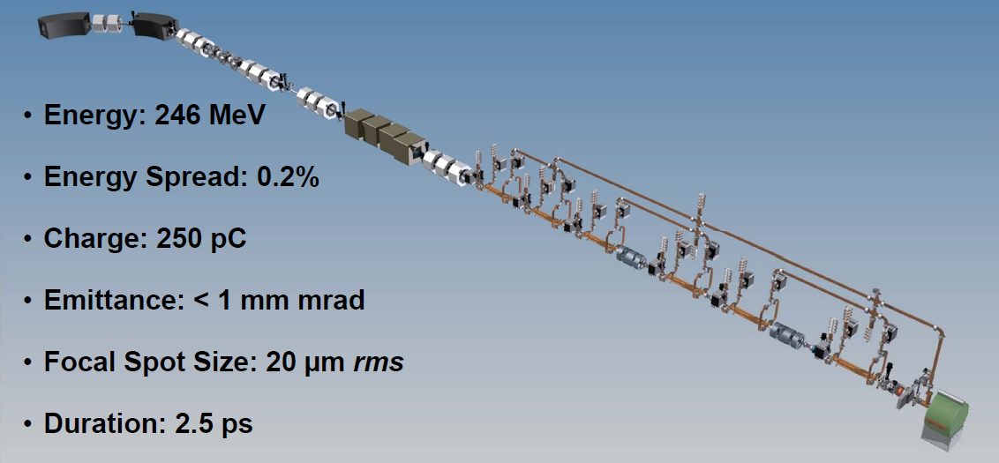 • Energy: 246 MeV
• Energy Spread: 0.2%
• Charge: 250 pC
• Emittance: < 1 mm mrad
• Focal Spot Size: 20 µm rms
• Duration: 2.5 ps